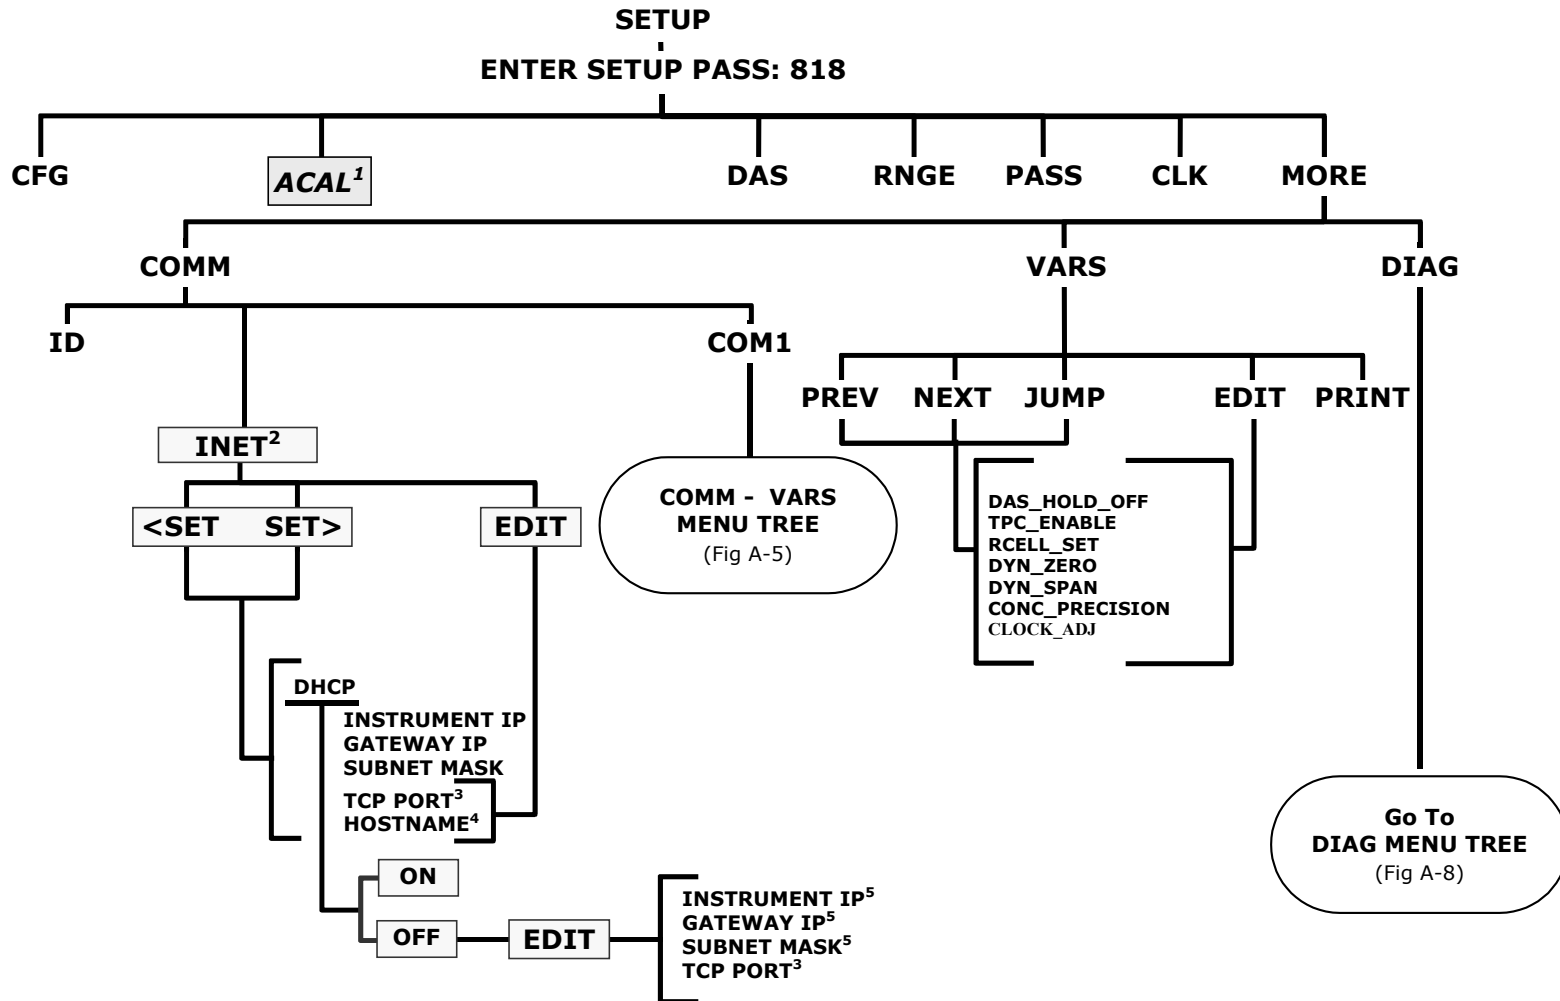 SETUP
ENTER SETUP PASS: 818
CFG
ACAL¹
DAS
RNGE
PASS
CLK
MORE
COMM
VARS
DIAG
ID
COM1
PREV
NEXT
JUMP
EDIT
PRINT
INET²
<SET SET>
EDIT
COMM - VARS
MENU TREE
(Fig A-5)
DAS_HOLD_OFF
TPC_ENABLE
RCELL_SET
DYN_ZERO
DYN_SPAN
CONC_PRECISION
CLOCK_ADJ
DHCP
INSTRUMENT IP
GATEWAY IP
SUBNET MASK
TCP PORT³
HOSTNAME⁴
ON
OFF
EDIT
INSTRUMENT IP⁵
GATEWAY IP⁵
SUBNET MASK⁵
TCP PORT³
Go To
DIAG MENU TREE
(Fig A-8)